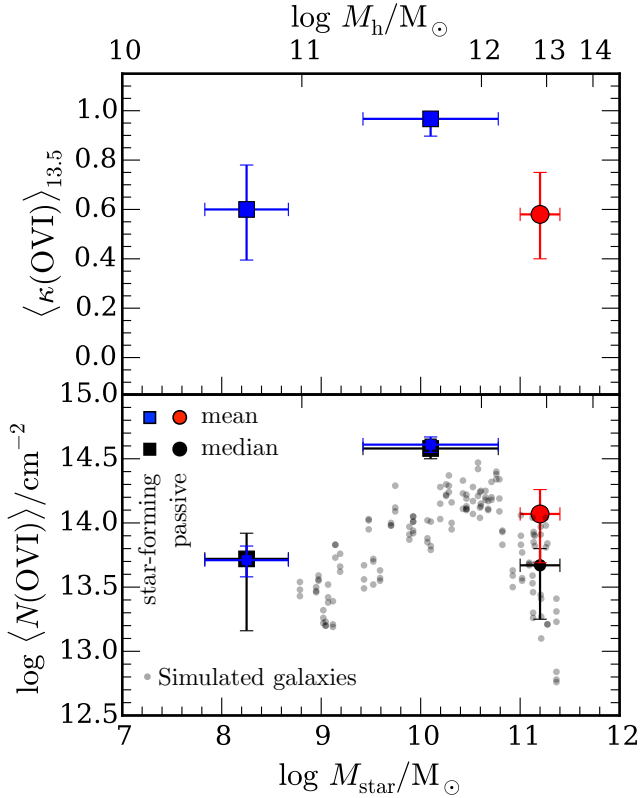 log M_h/M_⊙
10 11 12 13 14
⟨κ(OVI)⟩_13.5
1.0
0.8
0.6
0.4
0.2
0.0
log ⟨N(OVI)⟩/cm^−2
15.0
14.5
14.0
13.5
13.0
12.5
mean
median
star-forming
passive
Simulated galaxies
7 8 9 10 11 12
log M_star/M_⊙